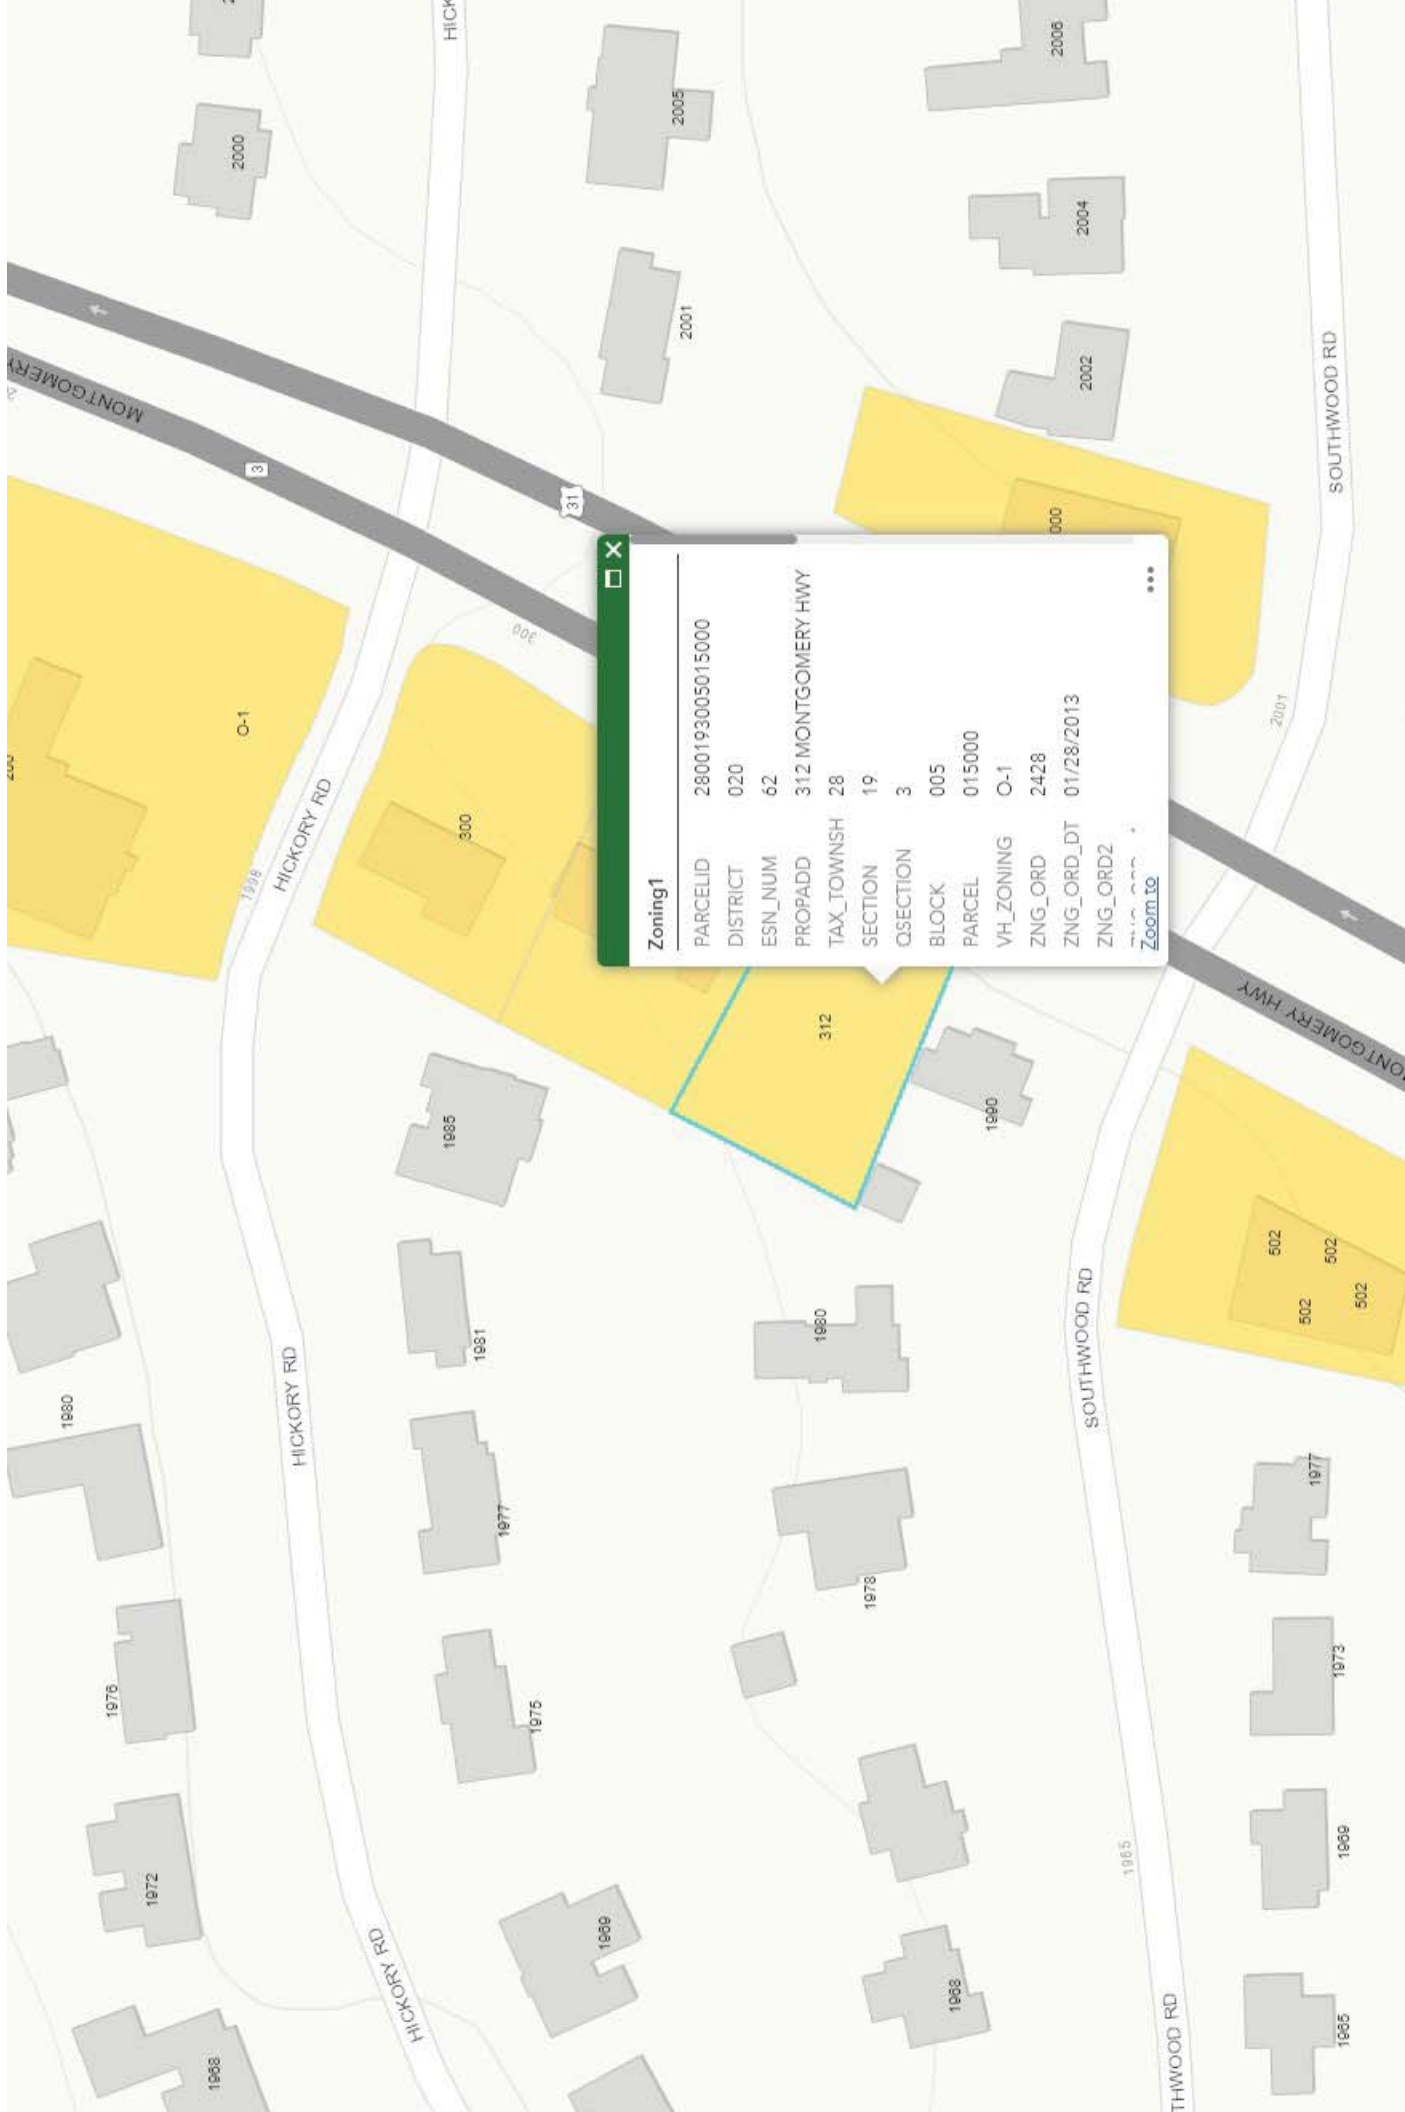 Zoning1
PARCELID 2800193005015000
DISTRICT 020
ESN_NUM 62
PROPADD 312 MONTGOMERY HWY
TAX_TOWNSH 28
SECTION 19
QSECTION 3
BLOCK 005
PARCEL 015000
VH_ZONING O-1
ZNG_ORD 2428
ZNG_ORD_DT 01/28/2013
ZNG_ORD2
Zoom to
1968
1972
1976
1980
HICKORY RD
HICKORY RD
HICKORY RD
1998
O-1
MONTGOMERY
3
31
300
2000
1969
1975
1977
1981
1985
300
2001
2005
312
1968
1978
1980
1990
000
2002
2004
2006
THWOOD RD
1965
SOUTHWOOD RD
2001
SOUTHWOOD RD
1965
1969
1973
1977
502
502
502
502
MONTGOMERY HWY